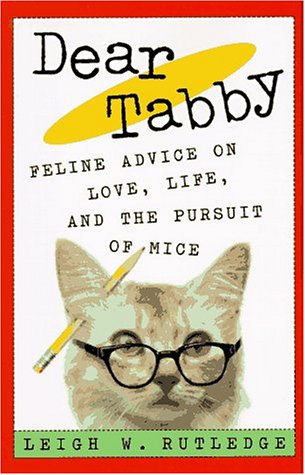 Dear
Tabby
FELINE ADVICE ON
LOVE, LIFE,
AND THE PURSUIT
OF MICE
LEIGH W. RUTLEDGE